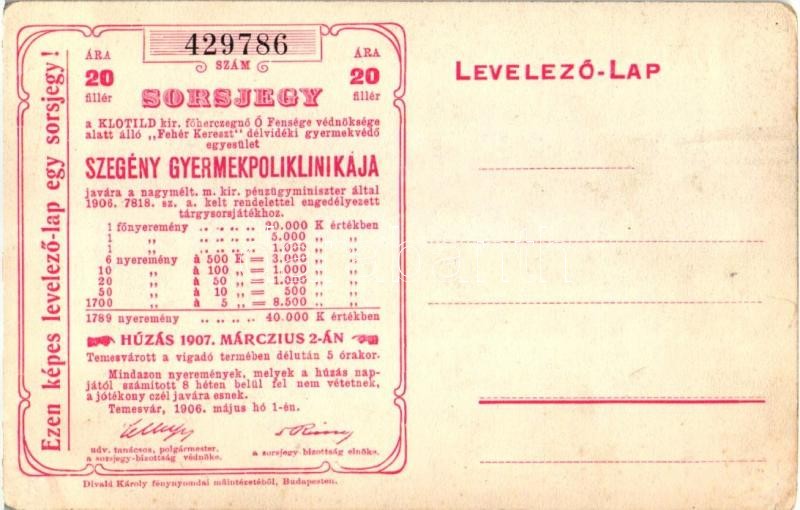 Ezen képes levelező-lap egy sorsjegy!
429786
SZÁM
ÁRA
20
fillér
ÁRA
20
fillér
SORSJEGY
a KLOTILD kir. főherczegnő Ő Fensége védnöksége
alatt álló „Fehér Kereszt" délvidéki gyermekvédő
egyesület
SZEGÉNY GYERMEKPOLIKLINIKÁJA
javára a nagymélt. m. kir. pénzügyminiszter által
1906. 7818. sz. a. kelt rendelettel engedélyezett
tárgysorsjátékhoz.
1 főnyeremény .. .. .. .. 20.000 K értékben
1 „ .. .. .. .. 5.000 „ „
1 „ .. .. .. .. 1.000 „ „
6 nyeremény à 500 K = 3.000 „ „
10 „ à 100 „ = 1.000 „ „
20 „ à 50 „ = 1.000 „ „
50 „ à 10 „ = 500 „ „
1700 „ à 5 „ = 8.500 „ „
1789 nyeremény .. .. .. .. 40.000 K értékben
HÚZÁS 1907. MÁRCZIUS 2-ÁN
Temesvárott a vigadó termében délután 5 órakor.
Mindazon nyeremények, melyek a húzás nap-
jától számított 8 héten belül fel nem vétetnek,
a jótékony czél javára esnek.
Temesvár, 1906. május hó 1-én.
udv. tanácsos, polgármester.
a sorsjegy-bizottság védnöke.
a sorsjegy-bizottság elnöke.
Divald Károly fénynyomdai műintézetéből, Budapesten.
LEVELEZŐ-LAP